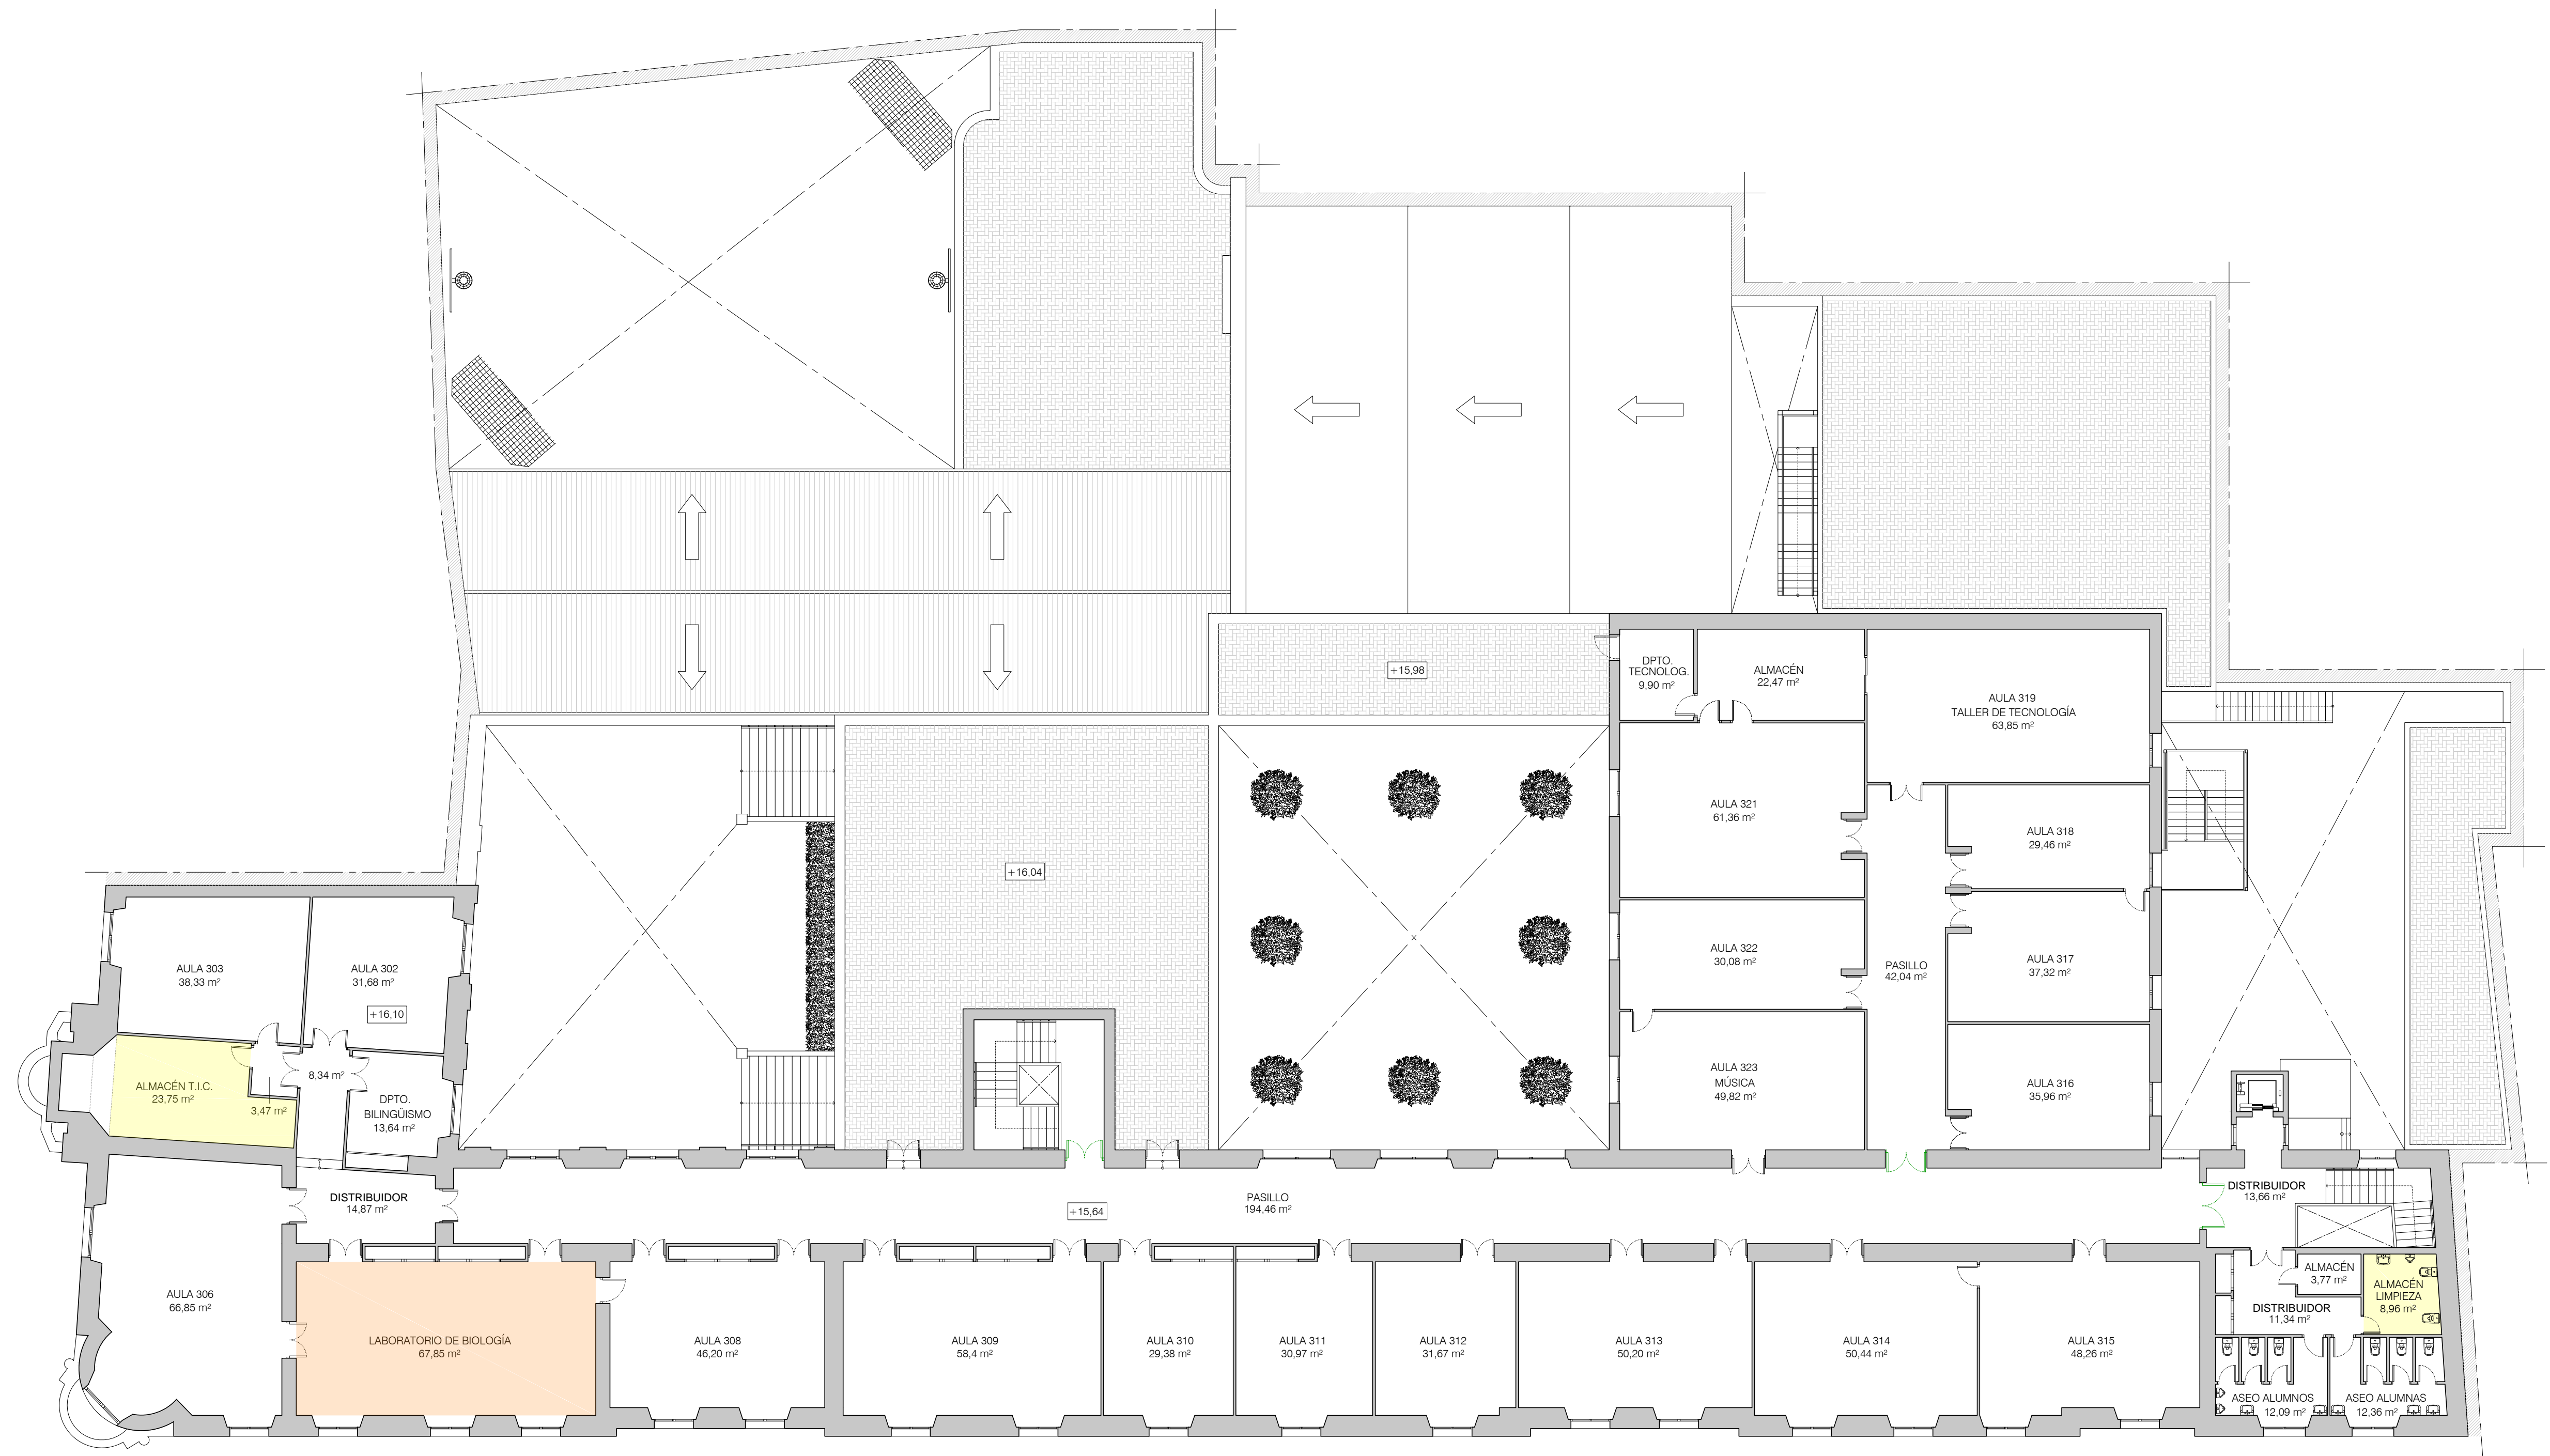 +15,98
DPTO.
TECNOLOG.
9,90 m²
ALMACÉN
22,47 m²
AULA 319
TALLER DE TECNOLOGÍA
63,85 m²
AULA 321
61,36 m²
AULA 318
29,46 m²
+16,04
AULA 303
38,33 m²
AULA 302
31,68 m²
+16,10
AULA 322
30,08 m²
PASILLO
42,04 m²
AULA 317
37,32 m²
ALMACÉN T.I.C.
23,75 m²
3,47 m²
8,34 m²
DPTO.
BILINGÜISMO
13,64 m²
AULA 323
MÚSICA
49,82 m²
AULA 316
35,96 m²
DISTRIBUIDOR
14,87 m²
+15,64
PASILLO
194,46 m²
DISTRIBUIDOR
13,66 m²
AULA 306
66,85 m²
LABORATORIO DE BIOLOGÍA
67,85 m²
AULA 308
46,20 m²
AULA 309
58,4 m²
AULA 310
29,38 m²
AULA 311
30,97 m²
AULA 312
31,67 m²
AULA 313
50,20 m²
AULA 314
50,44 m²
AULA 315
48,26 m²
ALMACÉN
3,77 m²
ALMACÉN
LIMPIEZA
8,96 m²
DISTRIBUIDOR
11,34 m²
ASEO ALUMNOS
12,09 m²
ASEO ALUMNAS
12,36 m²